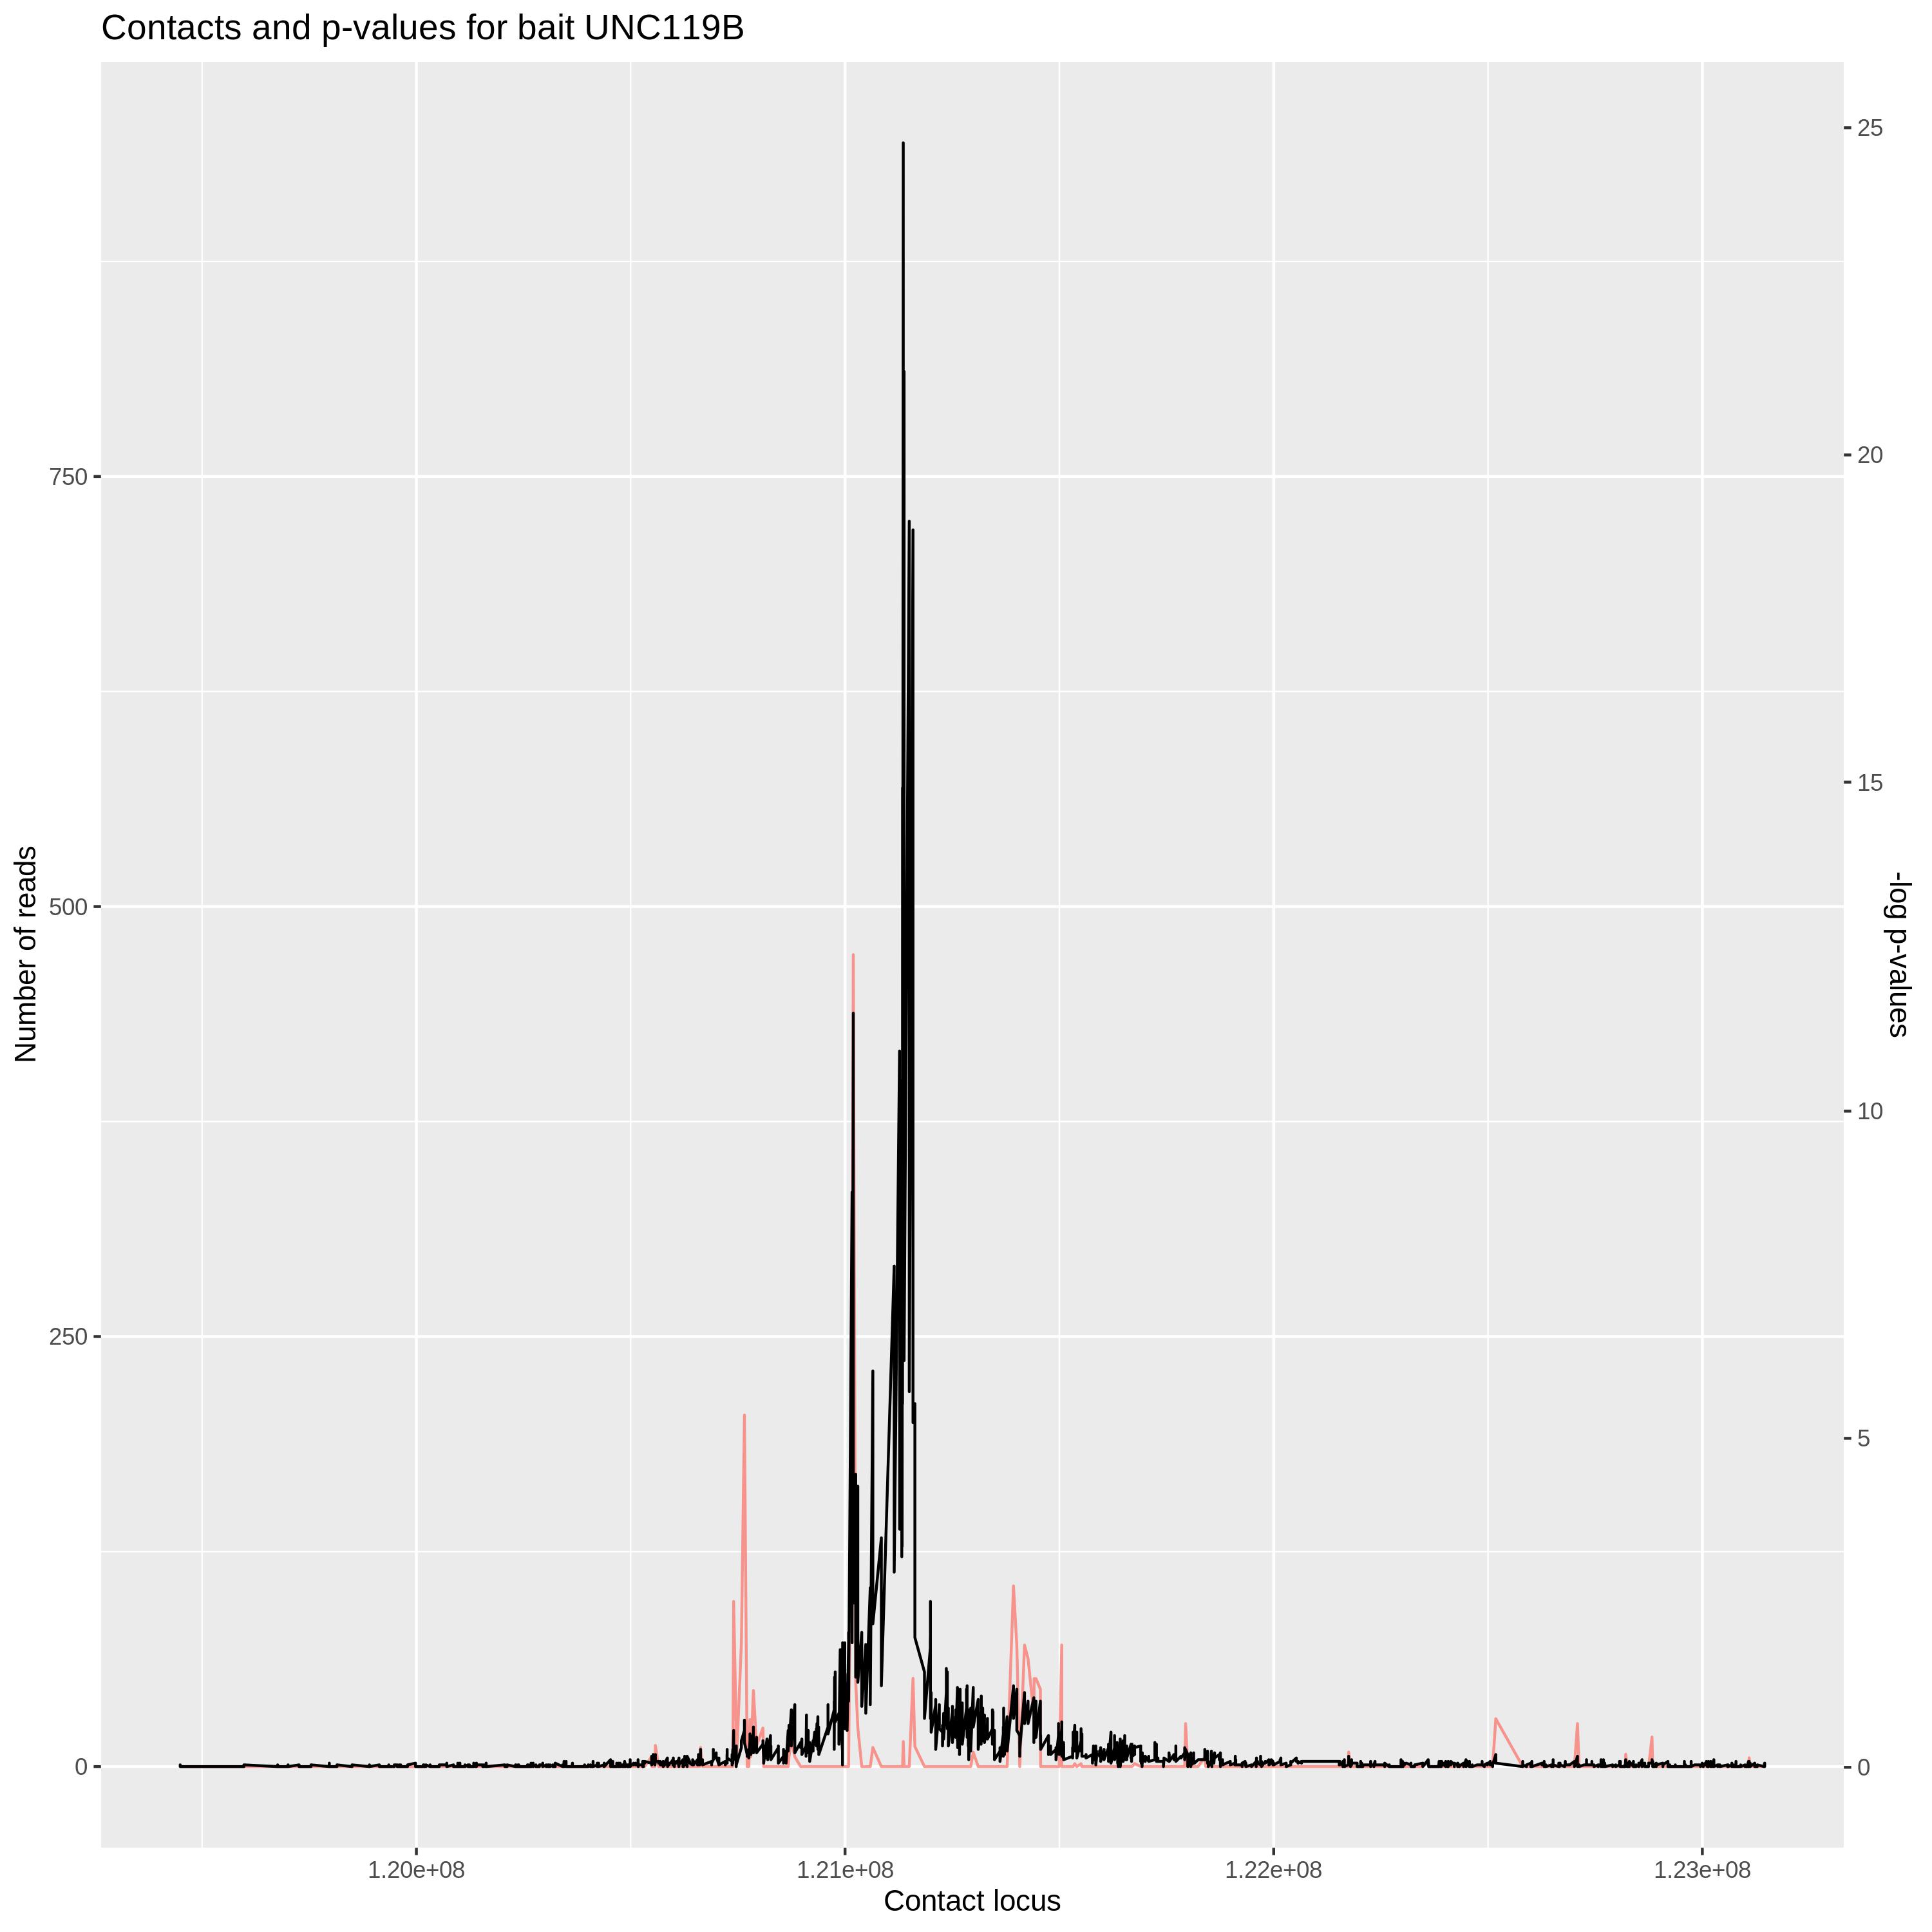 Contacts and p-values for bait UNC119B
25
20
15
10
5
0
750
500
250
0
Number of reads
-log p-values
1.20e+08 1.21e+08 1.22e+08 1.23e+08
Contact locus